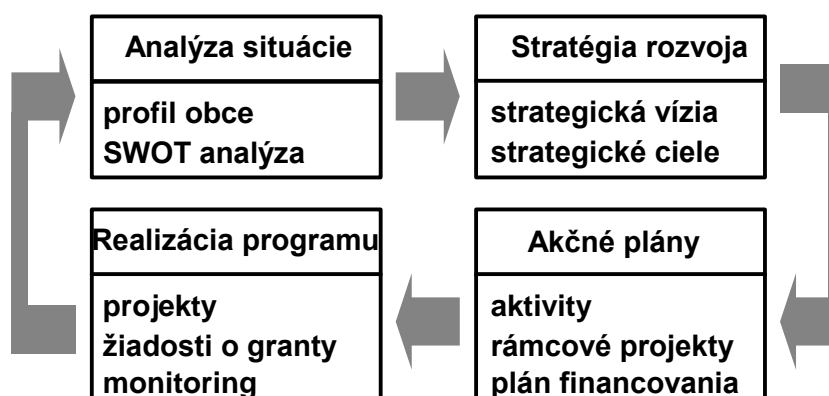 Analýza situácie
profil obce
SWOT analýza
Stratégia rozvoja
strategická vízia
strategické ciele
Realizácia programu
projekty
žiadosti o granty
monitoring
Akčné plány
aktivity
rámcové projekty
plán financovania